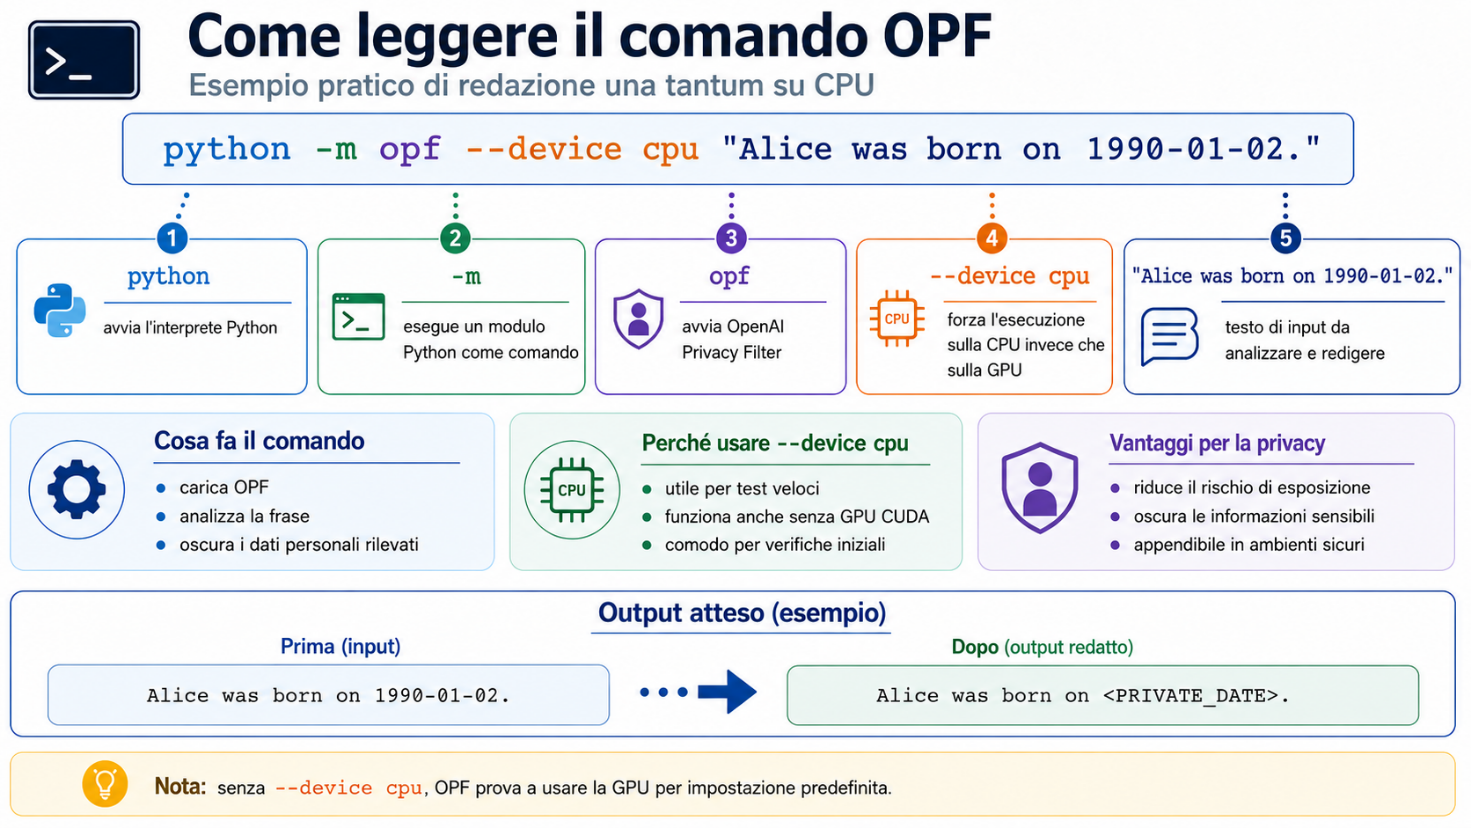 >_
Come leggere il comando OPF
Esempio pratico di redazione una tantum su CPU
python -m opf --device cpu "Alice was born on 1990-01-02."
1
python
avvia l'interprete Python
2
-m
>_
esegue un modulo
Python come comando
3
opf
avvia OpenAI
Privacy Filter
4
--device cpu
CPU
forza l'esecuzione
sulla CPU invece che
sulla GPU
5
"Alice was born on 1990-01-02."
testo di input da
analizzare e redigere
Cosa fa il comando
• carica OPF
• analizza la frase
• oscura i dati personali rilevati
CPU
Perché usare --device cpu
• utile per test veloci
• funziona anche senza GPU CUDA
• comodo per verifiche iniziali
Vantaggi per la privacy
• riduce il rischio di esposizione
• oscura le informazioni sensibili
• appendibile in ambienti sicuri
Output atteso (esempio)
Prima (input)
Alice was born on 1990-01-02.
Dopo (output redatto)
Alice was born on <PRIVATE_DATE>.
Nota: senza --device cpu, OPF prova a usare la GPU per impostazione predefinita.